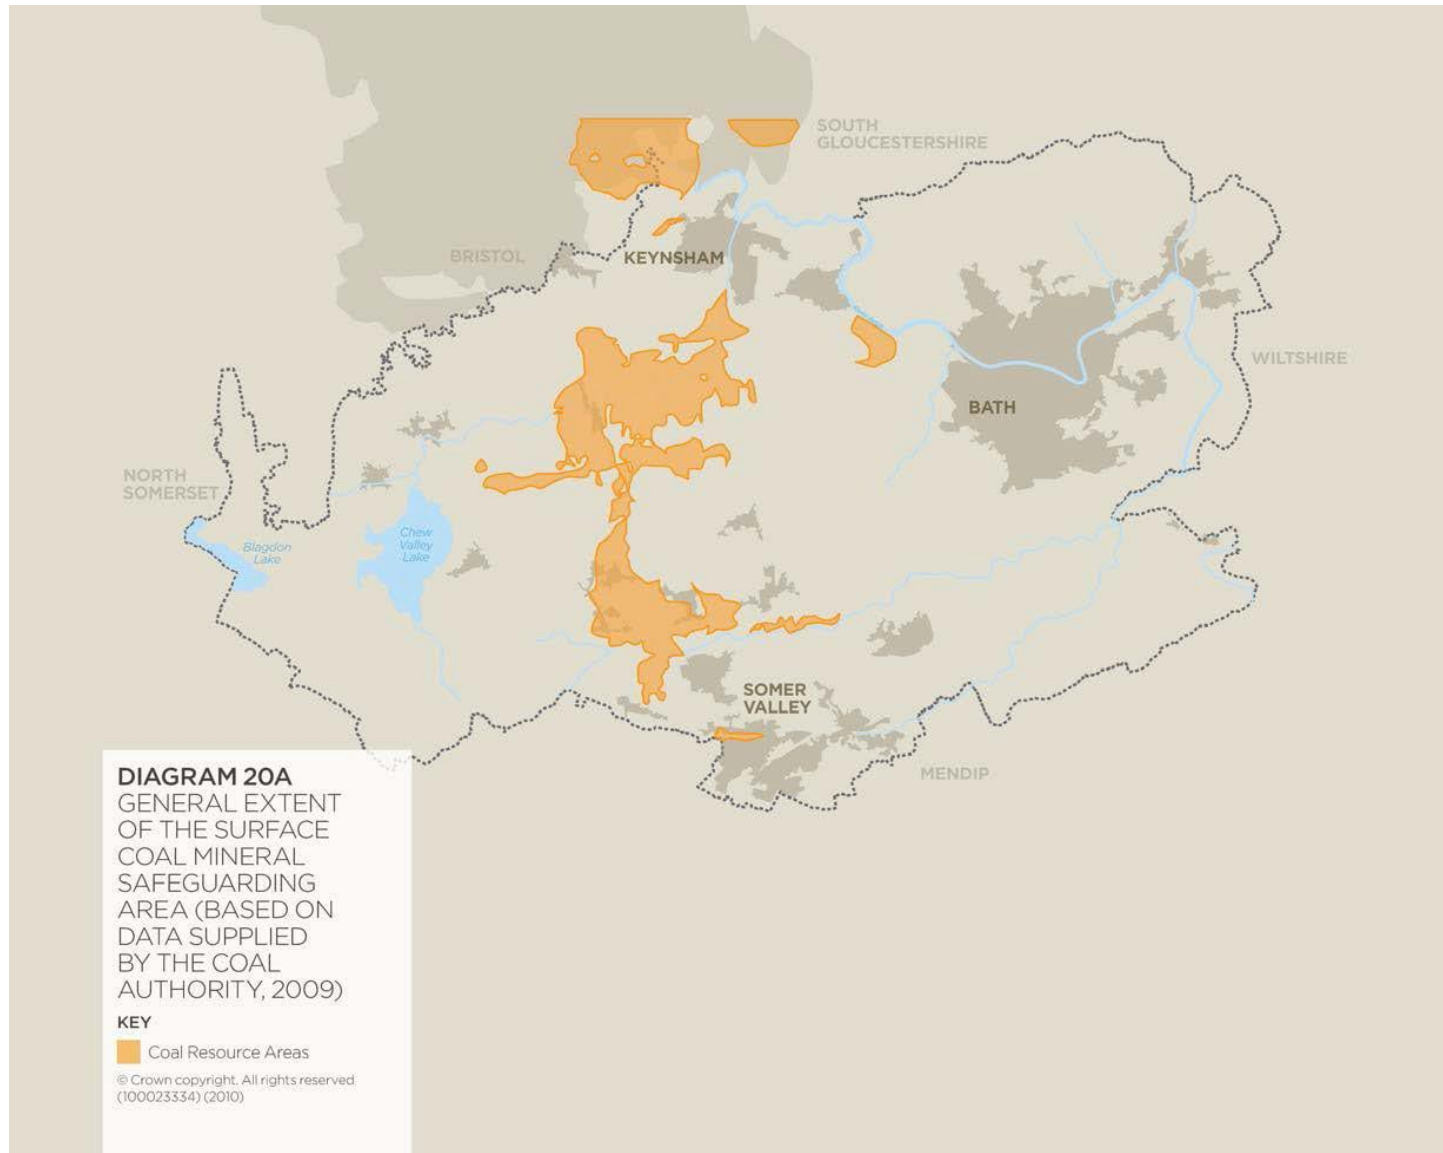 SOUTH
GLOUCESTERSHIRE
BRISTOL
KEYNSHAM
WILTSHIRE
BATH
NORTH
SOMERSET
Chew
Valley
Lake
Blagdon
Lake
SOMER
VALLEY
MENDIP
DIAGRAM 20A
GENERAL EXTENT
OF THE SURFACE
COAL MINERAL
SAFEGUARDING
AREA (BASED ON
DATA SUPPLIED
BY THE COAL
AUTHORITY, 2009)
KEY
Coal Resource Areas
© Crown copyright. All rights reserved
(100023334) (2010)